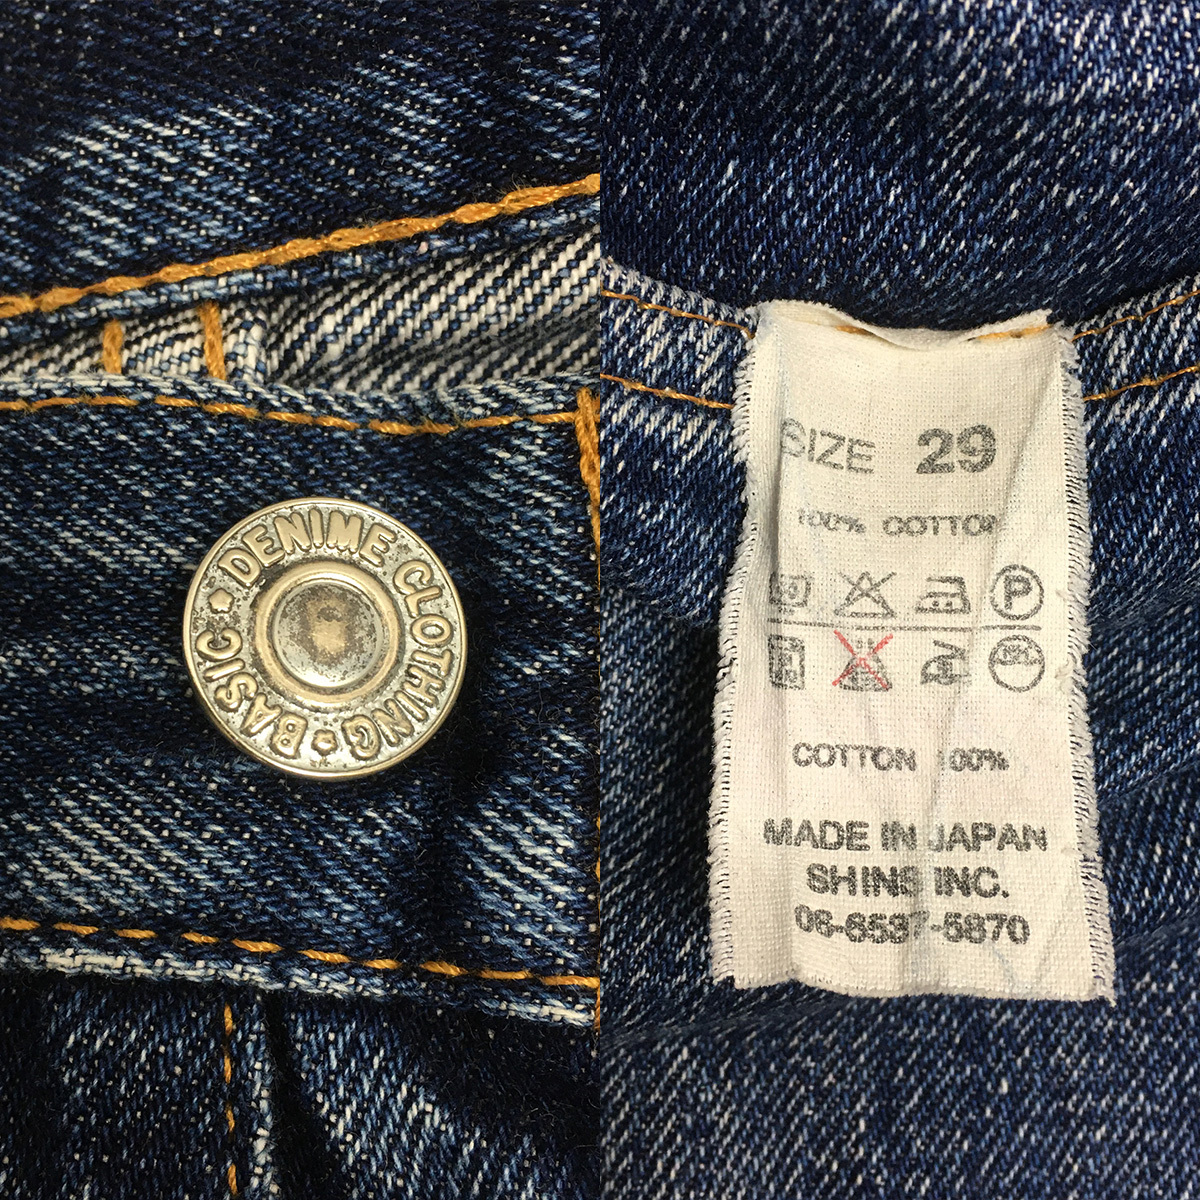 DENIME CLOTHING
BASIC
SIZE 29
100% COTTON
P
COTTON 100%
MADE IN JAPAN
SHINS INC.
06-6537-5870